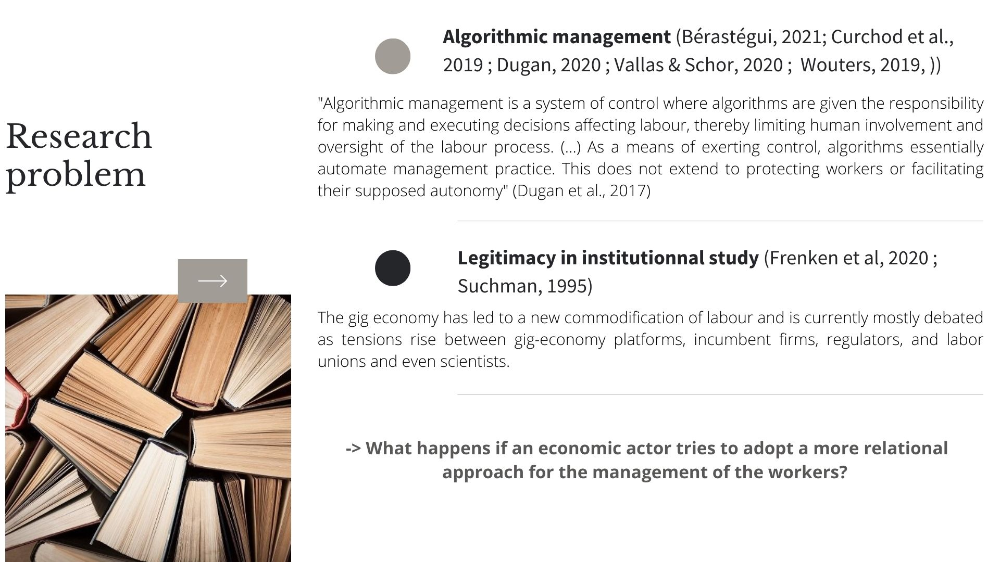 Research
problem
Algorithmic management (Bérastégui, 2021; Curchod et al.,
2019 ; Dugan, 2020 ; Vallas & Schor, 2020 ;  Wouters, 2019, ))
"Algorithmic management is a system of control where algorithms are given the responsibility
for making and executing decisions affecting labour, thereby limiting human involvement and
oversight of the labour process. (...) As a means of exerting control, algorithms essentially
automate management practice. This does not extend to protecting workers or facilitating
their supposed autonomy" (Dugan et al., 2017)
Legitimacy in institutionnal study (Frenken et al, 2020 ;
Suchman, 1995)
The gig economy has led to a new commodification of labour and is currently mostly debated
as tensions rise between gig-economy platforms, incumbent firms, regulators, and labor
unions and even scientists.
-> What happens if an economic actor tries to adopt a more relational
approach for the management of the workers?